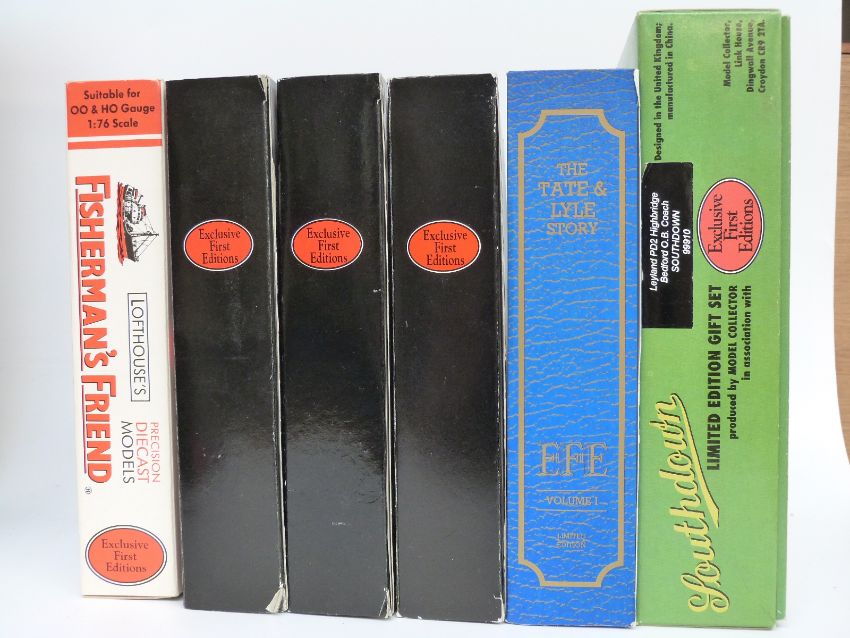 Suitable for
OO & HO Gauge
1:76 Scale
FISHERMAN'S FRIEND®
LOFTHOUSE'S
PRECISION
DIECAST
MODELS
Exclusive
First
Editions
Exclusive
First
Editions
Exclusive
First
Editions
Exclusive
First
Editions
THE
TATE &
LYLE
STORY
EFE
VOLUME 1
LIMITED
EDITION
Designed in the United Kingdom;
manufactured in China.
Model Collector,
Link House,
Dingwall Avenue,
Croydon CR9 2TA.
Leyland PD2 Highbridge
Bedford O.B. Coach
SOUTHDOWN
99910
Exclusive
First
Editions
Southdown
LIMITED EDITION GIFT SET
produced by MODEL COLLECTOR
in association with